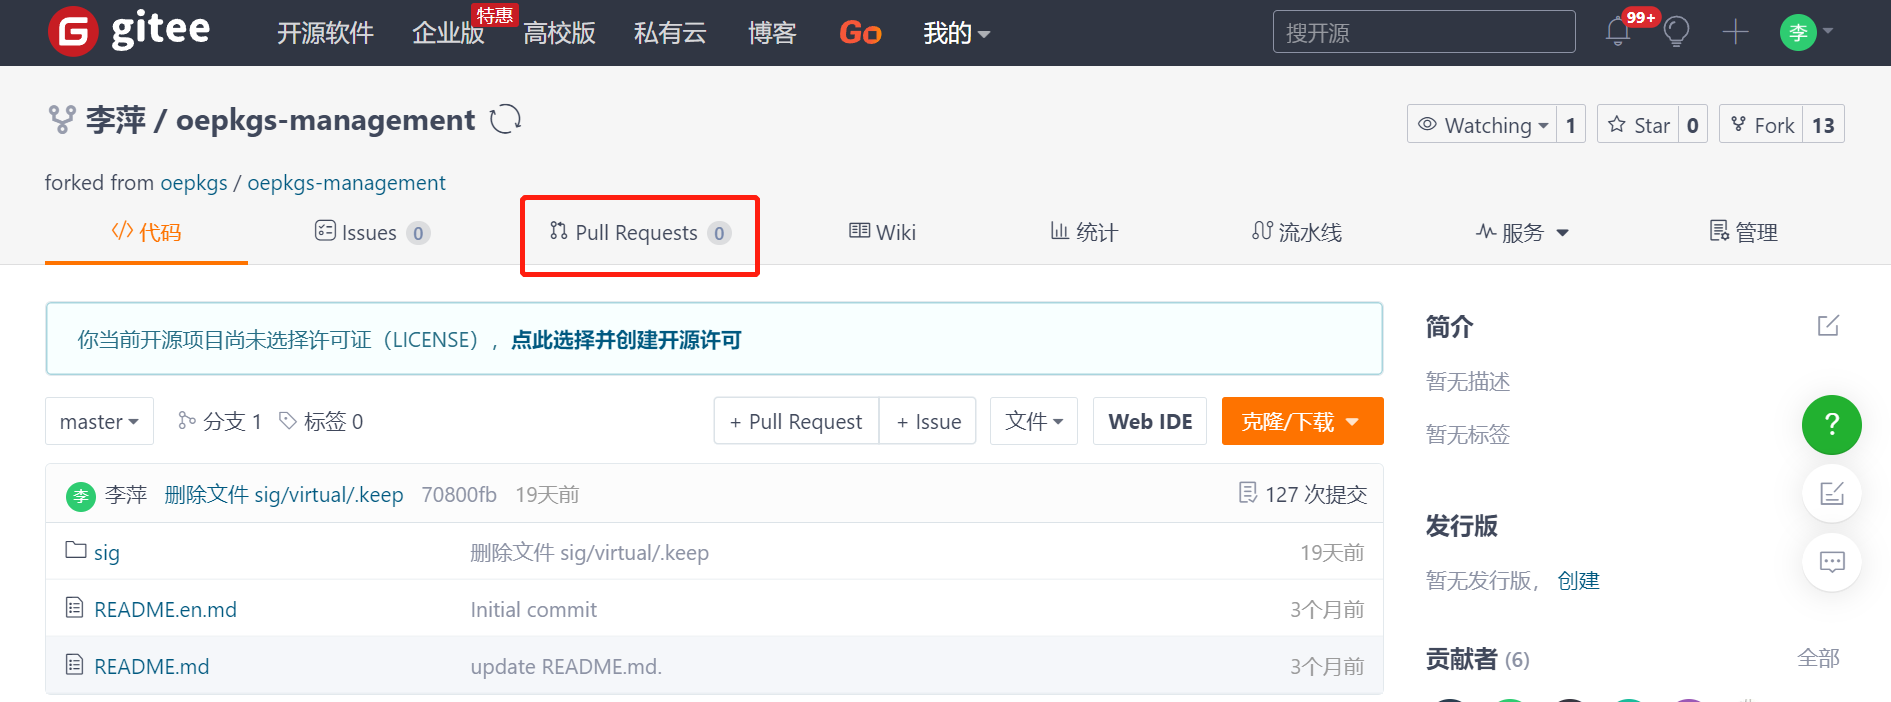 gitee 开源软件 企业版 特惠 高校版 私有云 博客 Go 我的 搜开源 99+ 李
李萍 / oepkgs-management
Watching 1 Star 0 Fork 13
forked from oepkgs / oepkgs-management
代码 Issues 0 Pull Requests 0 Wiki 统计 流水线 服务 管理
你当前开源项目尚未选择许可证（LICENSE），点此选择并创建开源许可
master 分支 1 标签 0 + Pull Request + Issue 文件 Web IDE 克隆/下载
李 李萍 删除文件 sig/virtual/.keep 70800fb 19天前 127 次提交
sig 删除文件 sig/virtual/.keep 19天前
README.en.md Initial commit 3个月前
README.md update README.md. 3个月前
简介
暂无描述
暂无标签
?
发行版
暂无发行版， 创建
贡献者 (6) 全部